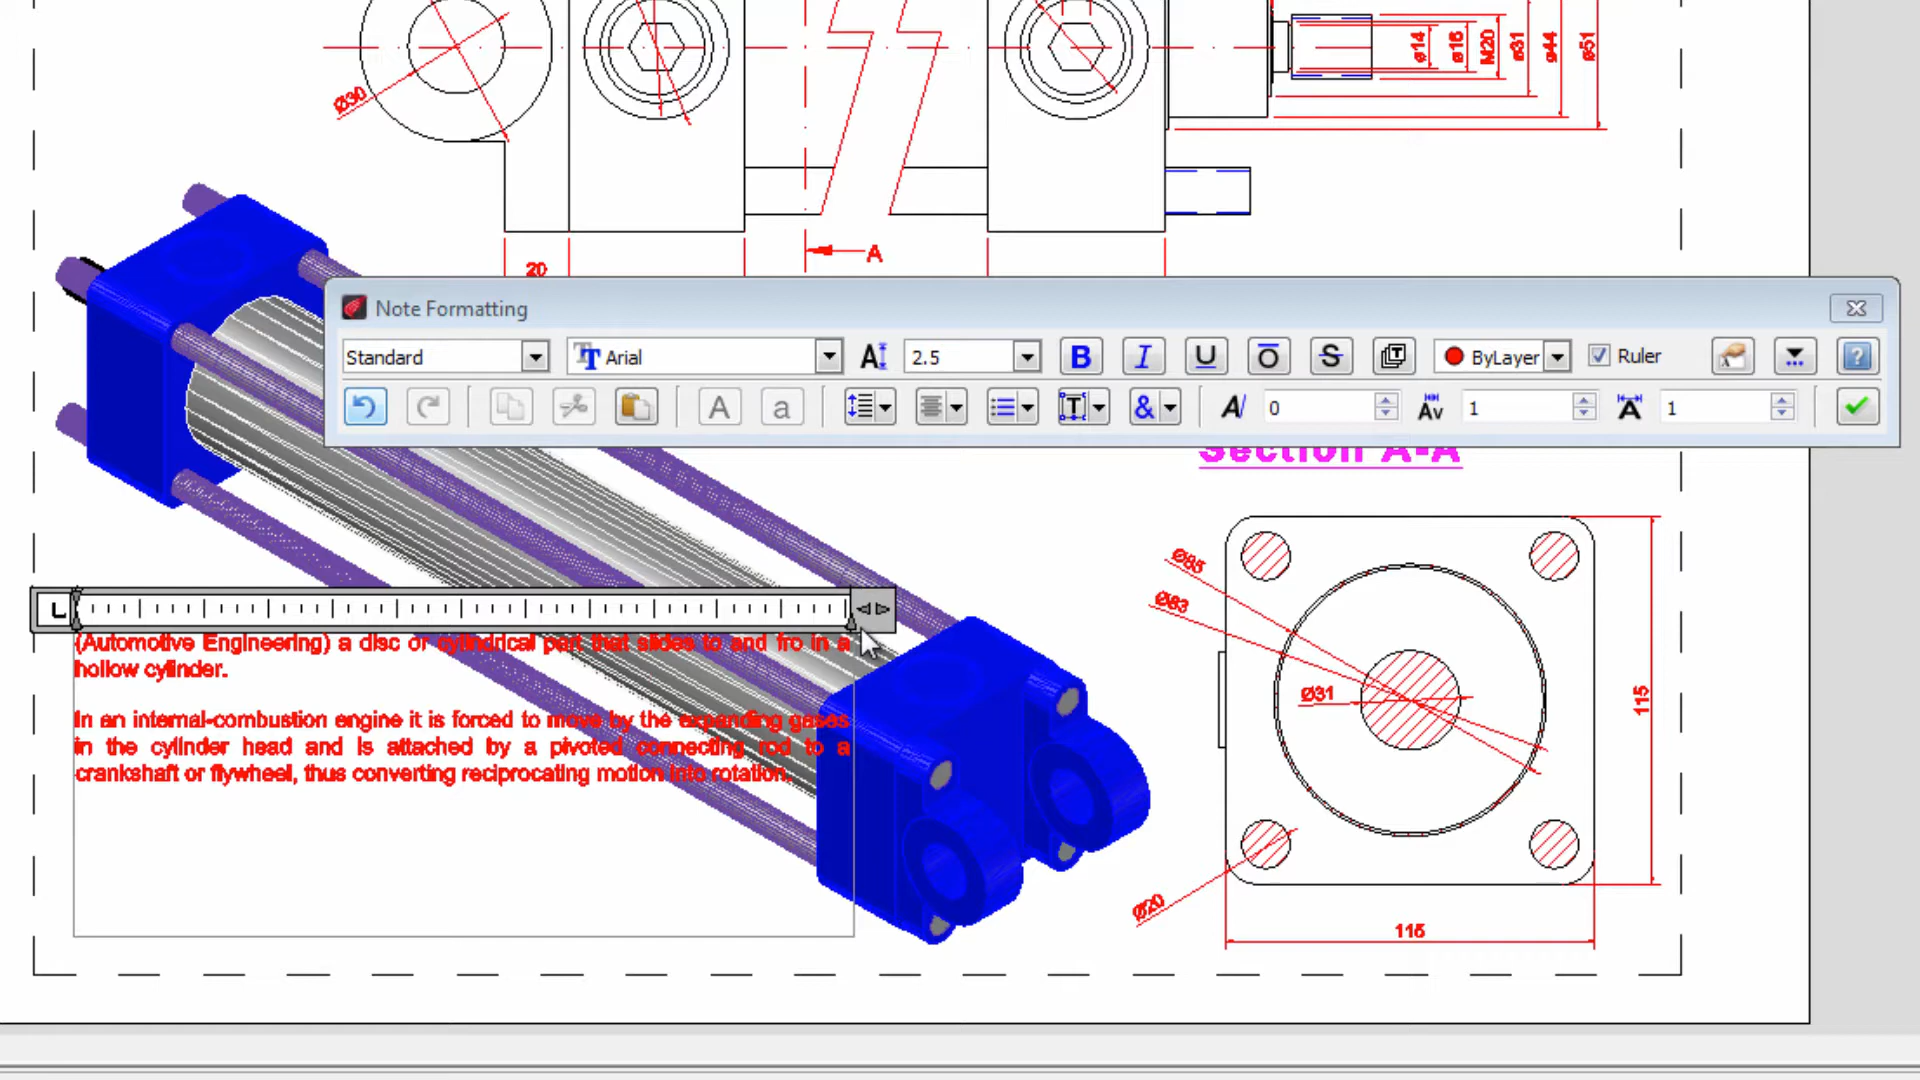 Ø30
ø14
ø16
M20
ø31
ø44
ø51
A
20
Note Formatting
Standard
Arial
2.5
B
I
U
O
S
ByLayer
Ruler
A
a
&
0
1
1
Section A-A
Ø85
Ø83
Ø31
115
Ø20
115
(Automotive Engineering) a disc or cylindrical part that slides to and fro in a
hollow cylinder.
In an internal-combustion engine it is forced to move by the expanding gases
in the cylinder head and is attached by a pivoted connecting rod to a
crankshaft or flywheel, thus converting reciprocating motion into rotation.